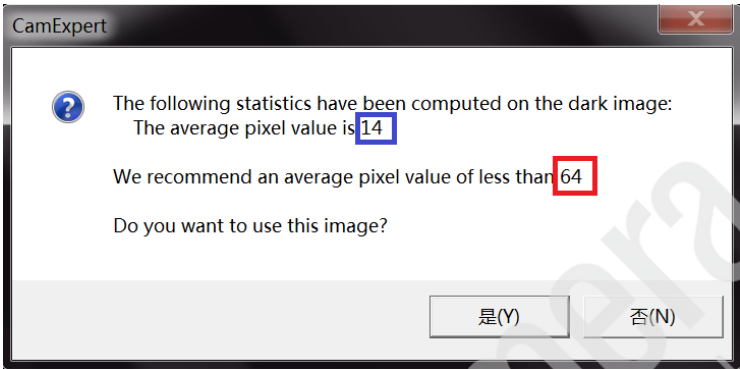 CamExpert
The following statistics have been computed on the dark image:
The average pixel value is 14
We recommend an average pixel value of less than 64
Do you want to use this image?
是(Y) 否(N)